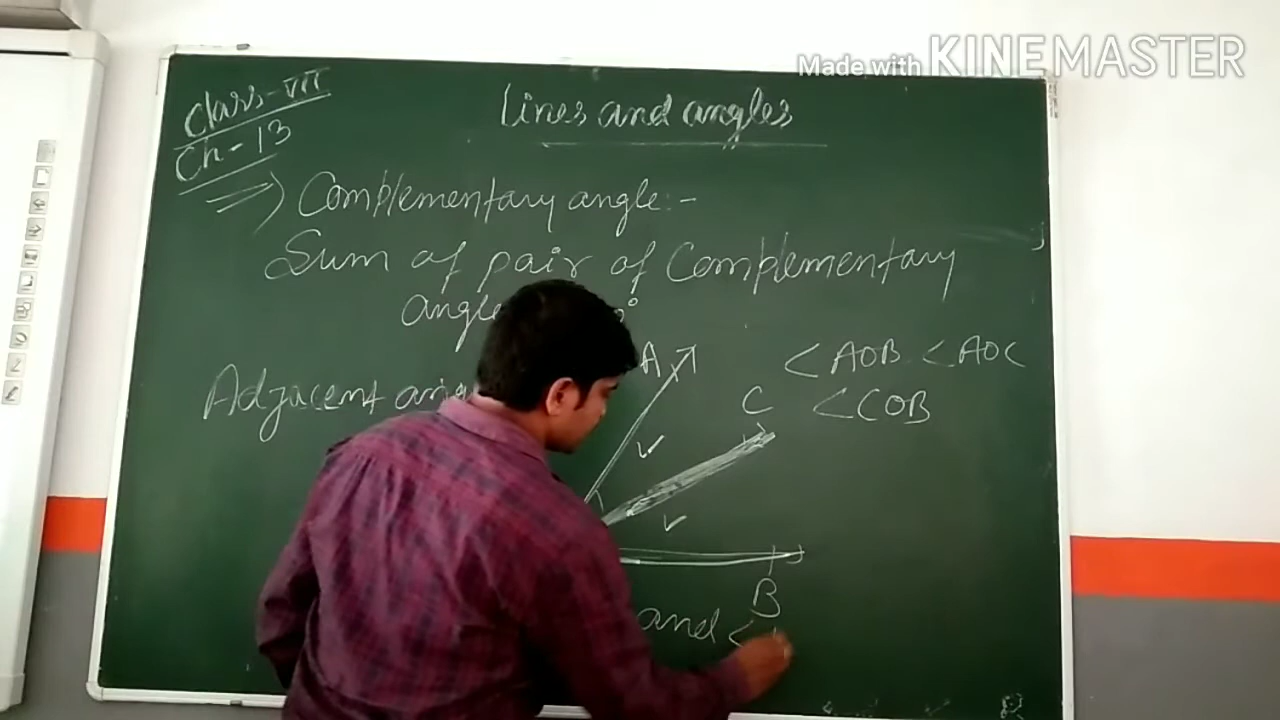 Made with KINEMASTER
Class-VII
Ch-13
Lines and angles
Complementary angle:-
Sum of pair of Complementary
angle
Adjacent
A
<AOB <AOC
C
<COB
B
and <